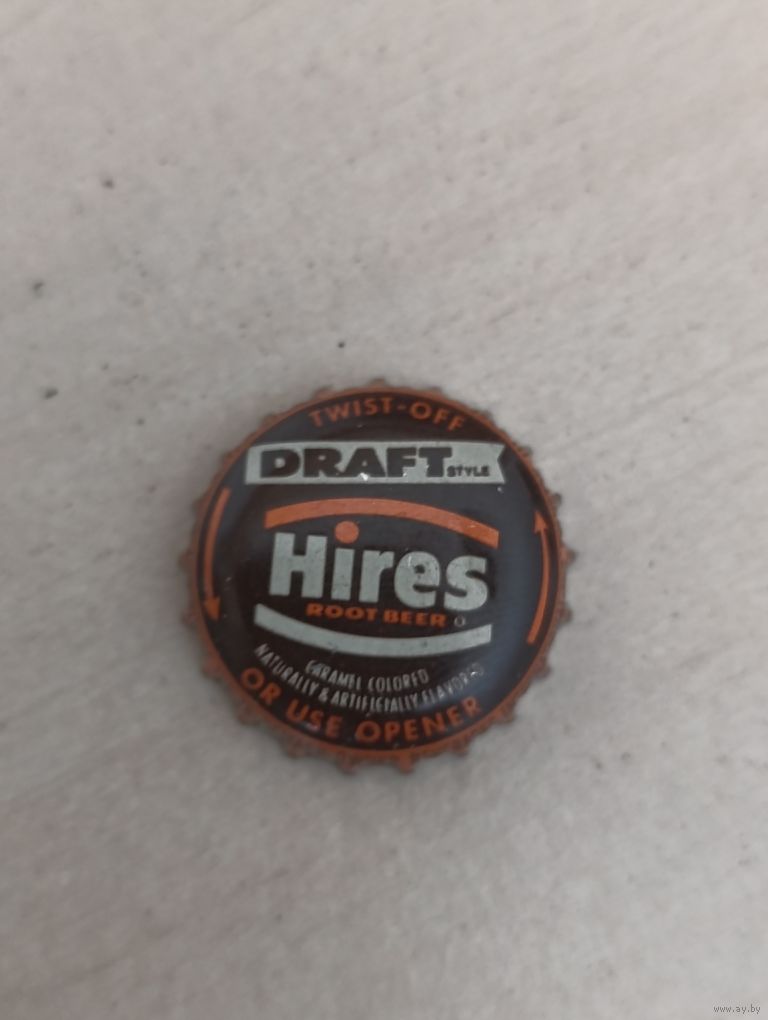 TWIST-OFF
DRAFT STYLE
Hires
ROOT BEER
CARAMEL COLORED
NATURALLY & ARTIFICIALLY FLAVORED
OR USE OPENER
www.ay.by